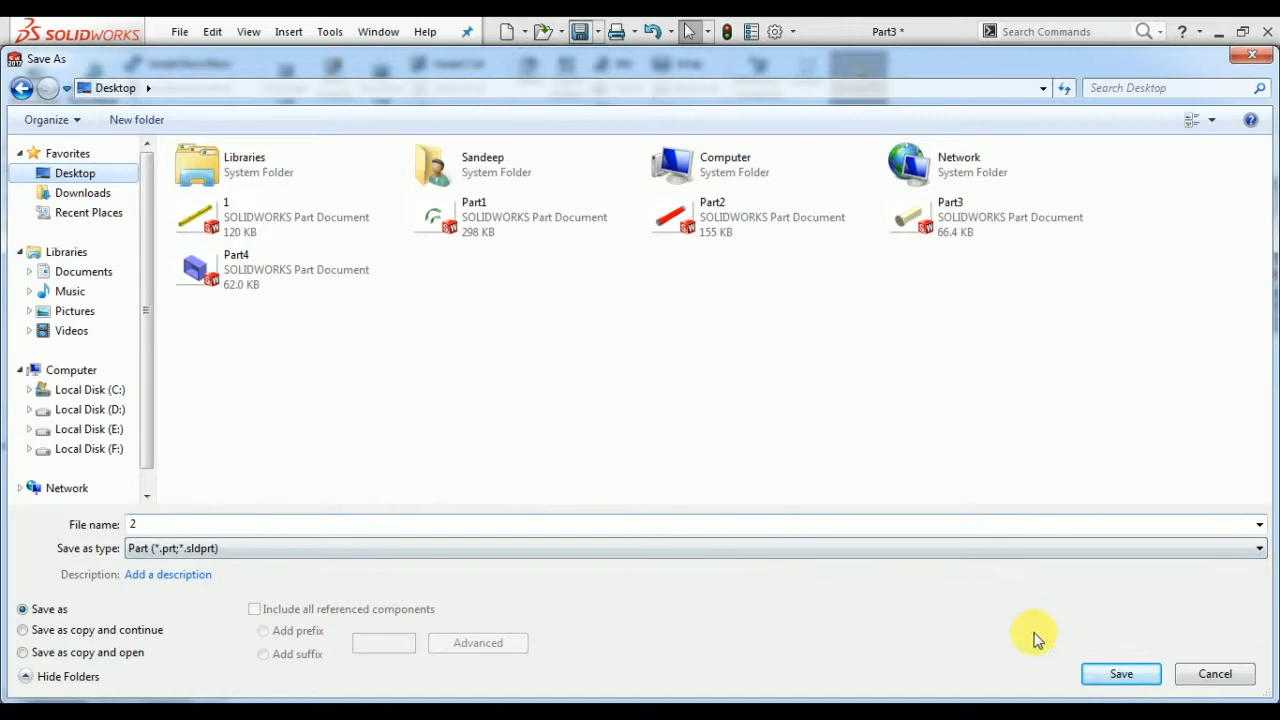 SOLIDWORKS File Edit View Insert Tools Window Help Part3 * Search Commands ?
Save As
Desktop Search Desktop
Organize New folder
Favorites
Desktop
Downloads
Recent Places
Libraries
Documents
Music
Pictures
Videos
Computer
Local Disk (C:)
Local Disk (D:)
Local Disk (E:)
Local Disk (F:)
Network
Libraries
System Folder
Sandeep
System Folder
Computer
System Folder
Network
System Folder
1
SOLIDWORKS Part Document
120 KB
Part1
SOLIDWORKS Part Document
298 KB
Part2
SOLIDWORKS Part Document
155 KB
Part3
SOLIDWORKS Part Document
66.4 KB
Part4
SOLIDWORKS Part Document
62.0 KB
File name: 2
Save as type: Part (*.prt;*.sldprt)
Description: Add a description
Save as
Save as copy and continue
Save as copy and open
Include all referenced components
Add prefix
Add suffix
Advanced
Hide Folders
Save Cancel